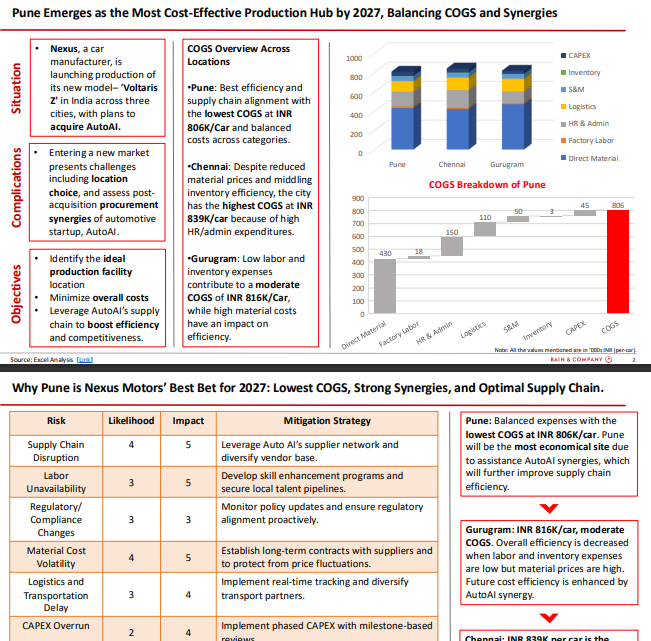 Pune Emerges as the Most Cost-Effective Production Hub by 2027, Balancing COGS and Synergies
Situation
• Nexus, a car
manufacturer, is
launching production of
its new model– 'Voltaris
Z' in India across three
cities, with plans to
acquire AutoAI.
Complications
• Entering a new market
presents challenges
including location
choice, and assess post-
acquisition procurement
synergies of automotive
startup, AutoAI.
Objectives
• Identify the ideal
production facility
location
• Minimize overall costs
• Leverage AutoAI's supply
chain to boost efficiency
and competitiveness.
COGS Overview Across
Locations
•Pune: Best efficiency and
supply chain alignment with
the lowest COGS at INR
806K/Car and balanced
costs across categories.
•Chennai: Despite reduced
material prices and middling
inventory efficiency, the city
has the highest COGS at INR
839K/car because of high
HR/admin expenditures.
•Gurugram: Low labor and
inventory expenses
contribute to a moderate
COGS of INR 816K/Car,
while high material costs
have an impact on
efficiency.
1000
800
600
400
200
0
Pune Chennai Gurugram
CAPEX
Inventory
S&M
Logistics
HR & Admin
Factory Labor
Direct Material
COGS Breakdown of Pune
900
800
700
600
500
400
300
200
100
0
430 18 150 110 50 3 45 806
Direct Material Factory Labor HR & Admin Logistics S&M Inventory CAPEX COGS
Note: All the values mentioned are in '000s INR (per-car).
Source: Excel Analysis [Link]
BAIN & COMPANY 2
Why Pune is Nexus Motors' Best Bet for 2027: Lowest COGS, Strong Synergies, and Optimal Supply Chain.
Risk Likelihood Impact Mitigation Strategy
Supply Chain
Disruption
4 5
Leverage Auto AI's supplier network and
diversify vendor base.
Labor
Unavailability
3 5
Develop skill enhancement programs and
secure local talent pipelines.
Regulatory/
Compliance
Changes
3 3
Monitor policy updates and ensure regulatory
alignment proactively.
Material Cost
Volatility
4 5
Establish long-term contracts with suppliers and
to protect from price fluctuations.
Logistics and
Transportation
Delay
3 4
Implement real-time tracking and diversify
transport partners.
CAPEX Overrun
2 4
Implement phased CAPEX with milestone-based
reviews.
Pune: Balanced expenses with the
lowest COGS at INR 806K/car. Pune
will be the most economical site due
to assistance AutoAI synergies, which
will further improve supply chain
efficiency.
Gurugram: INR 816K/car, moderate
COGS. Overall efficiency is decreased
when labor and inventory expenses
are low but material prices are high.
Future cost efficiency is enhanced by
AutoAI synergy.
Chennai: INR 839K per car is the